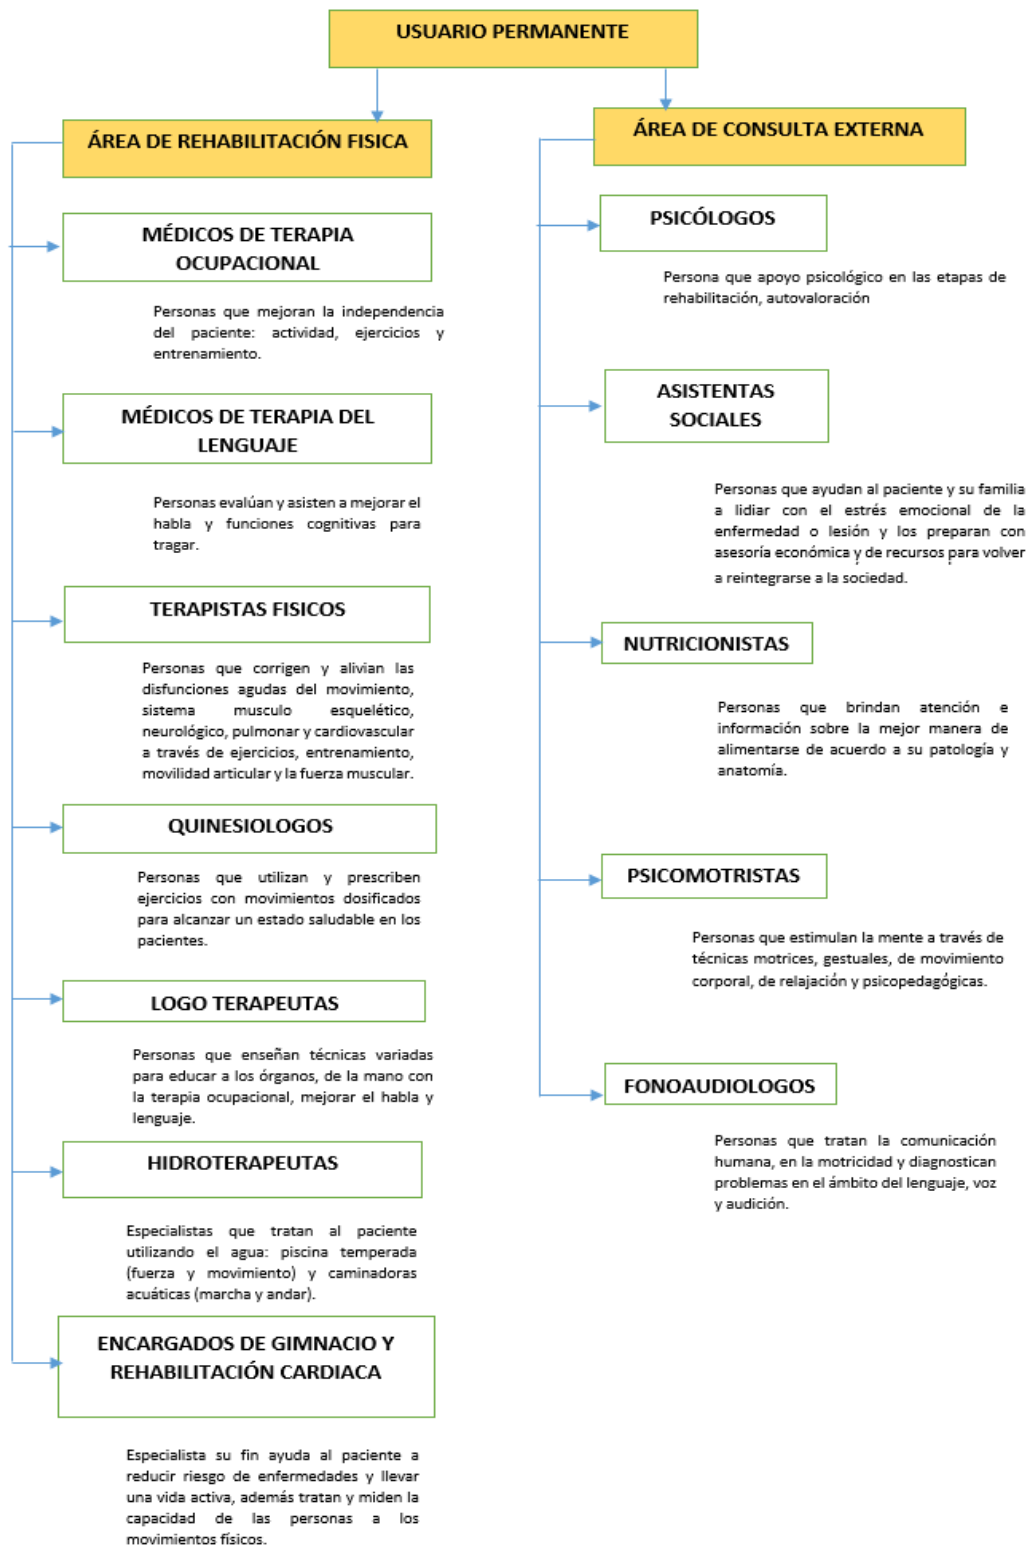 USUARIO PERMANENTE
ÁREA DE REHABILITACIÓN FISICA
MÉDICOS DE TERAPIA
OCUPACIONAL
Personas que mejoran la independencia
del paciente: actividad, ejercicios y
entrenamiento.
MÉDICOS DE TERAPIA DEL
LENGUAJE
Personas evalúan y asisten a mejorar el
habla y funciones cognitivas para
tragar.
TERAPISTAS FISICOS
Personas que corrigen y alivian las
disfunciones agudas del movimiento,
sistema musculo esquelético,
neurológico, pulmonar y cardiovascular
a través de ejercicios, entrenamiento,
movilidad articular y la fuerza muscular.
QUINESIOLOGOS
Personas que utilizan y prescriben
ejercicios con movimientos dosificados
para alcanzar un estado saludable en los
pacientes.
LOGO TERAPEUTAS
Personas que enseñan técnicas variadas
para educar a los órganos, de la mano con
la terapia ocupacional, mejorar el habla y
lenguaje.
HIDROTERAPEUTAS
Especialistas que tratan al paciente
utilizando el agua: piscina temperada
(fuerza y movimiento) y caminadoras
acuáticas (marcha y andar).
ENCARGADOS DE GIMNACIO Y
REHABILITACIÓN CARDIACA
Especialista su fin ayuda al paciente a
reducir riesgo de enfermedades y llevar
una vida activa, además tratan y miden la
capacidad de las personas a los
movimientos físicos.
ÁREA DE CONSULTA EXTERNA
PSICÓLOGOS
Persona que apoyo psicológico en las etapas de
rehabilitación, autovaloración
ASISTENTAS
SOCIALES
Personas que ayudan al paciente y su familia
a lidiar con el estrés emocional de la
enfermedad o lesión y los preparan con
asesoría económica y de recursos para volver
a reintegrarse a la sociedad.
NUTRICIONISTAS
Personas que brindan atención e
información sobre la mejor manera de
alimentarse de acuerdo a su patología y
anatomía.
PSICOMOTRISTAS
Personas que estimulan la mente a través de
técnicas motrices, gestuales, de movimiento
corporal, de relajación y psicopedagógicas.
FONOAUDIOLOGOS
Personas que tratan la comunicación
humana, en la motricidad y diagnostican
problemas en el ámbito del lenguaje, voz
y audición.